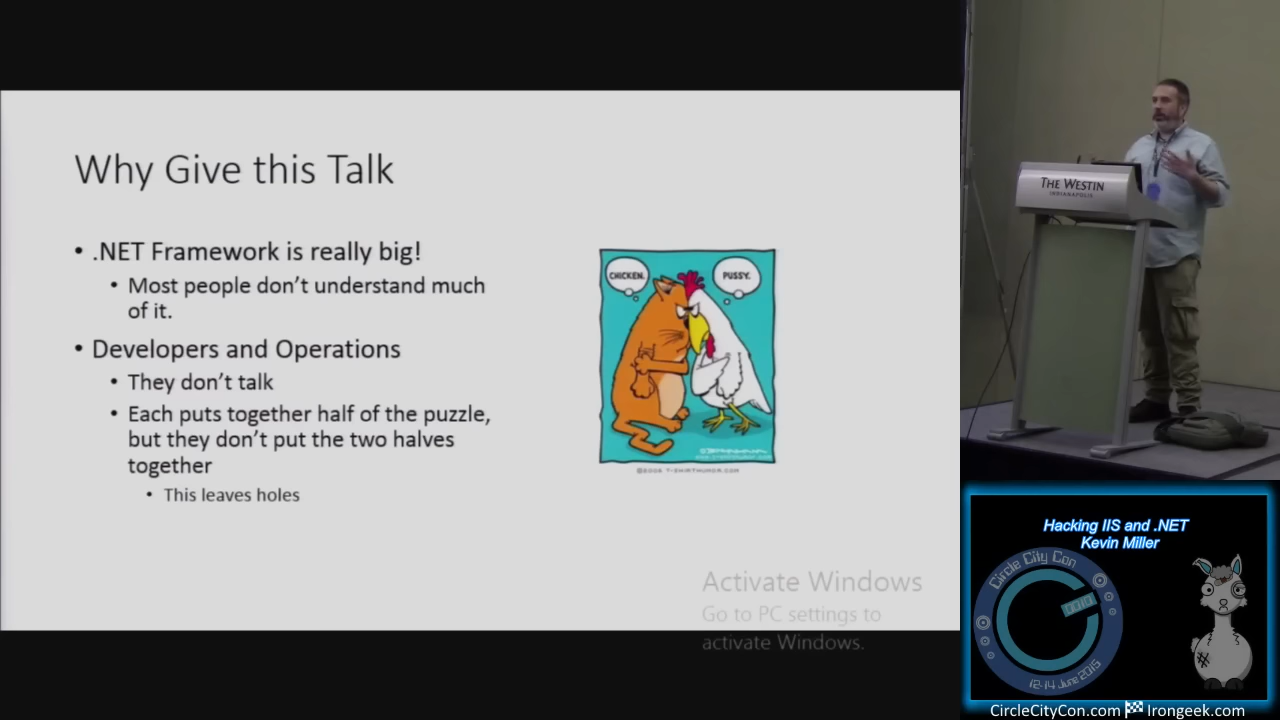 Why Give this Talk
• .NET Framework is really big!
• Most people don't understand much
of it.
• Developers and Operations
• They don't talk
• Each puts together half of the puzzle,
but they don't put the two halves
together
• This leaves holes
CHICKEN.
PUSSY.
Activate Windows
Go to PC settings to
activate Windows.
THE WESTIN
INDIANAPOLIS
Hacking IIS and .NET
Kevin Miller
Circle City Con
12-14 June 2015
CircleCityCon.com Irongeek.com